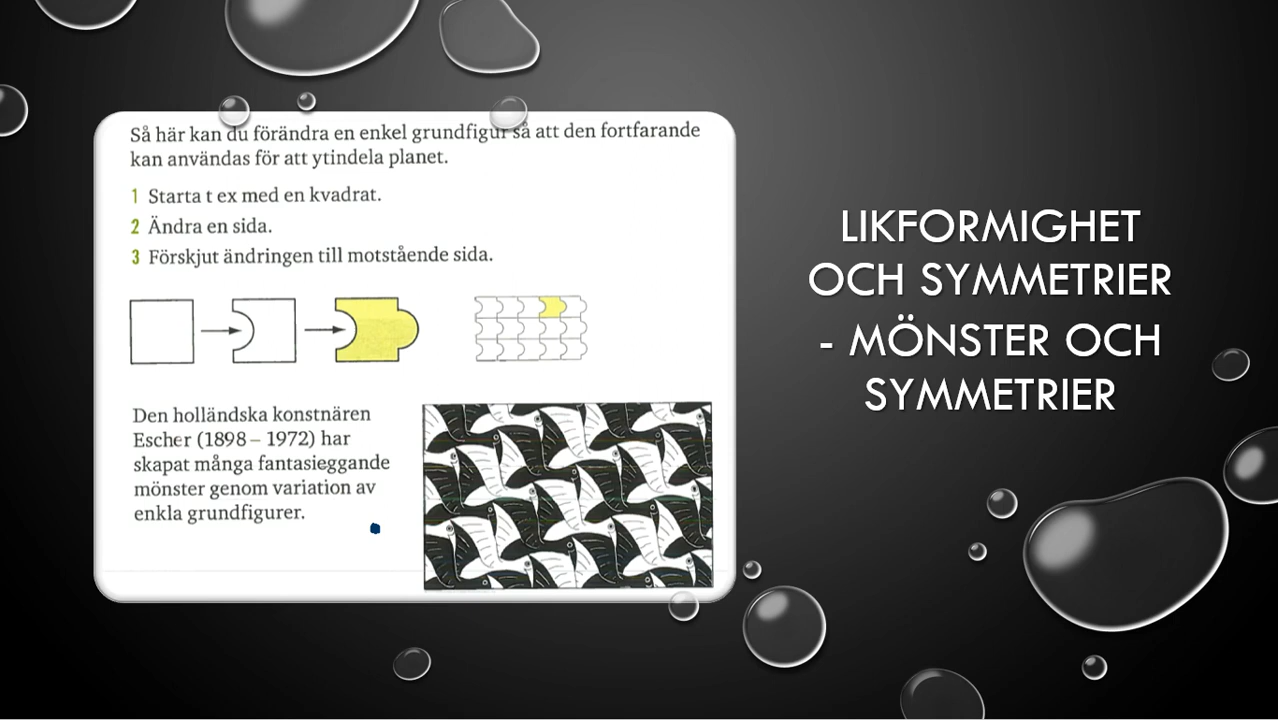 Så här kan du förändra en enkel grundfigur så att den fortfarande
kan användas för att ytindela planet.
1 Starta t ex med en kvadrat.
2 Ändra en sida.
3 Förskjut ändringen till motstående sida.
Den holländska konstnären
Escher (1898 – 1972) har
skapat många fantasieggande
mönster genom variation av
enkla grundfigurer.
LIKFORMIGHET
OCH SYMMETRIER
- MÖNSTER OCH
SYMMETRIER